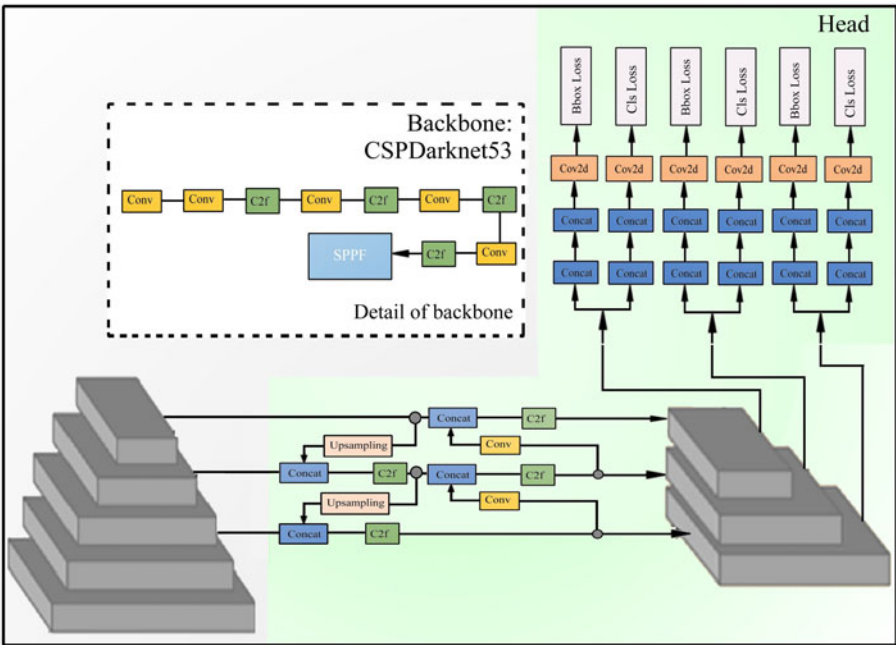 Head
Bbox Loss
Cls Loss
Bbox Loss
Cls Loss
Bbox Loss
Cls Loss
Cov2d
Cov2d
Cov2d
Cov2d
Cov2d
Cov2d
Concat
Concat
Concat
Concat
Concat
Concat
Concat
Concat
Concat
Concat
Concat
Concat
Backbone:
CSPDarknet53
Conv
Conv
C2f
Conv
C2f
Conv
C2f
SPPF
C2f
Conv
Detail of backbone
Concat
C2f
Upsampling
Conv
Concat
C2f
Concat
C2f
Upsampling
Conv
Concat
C2f